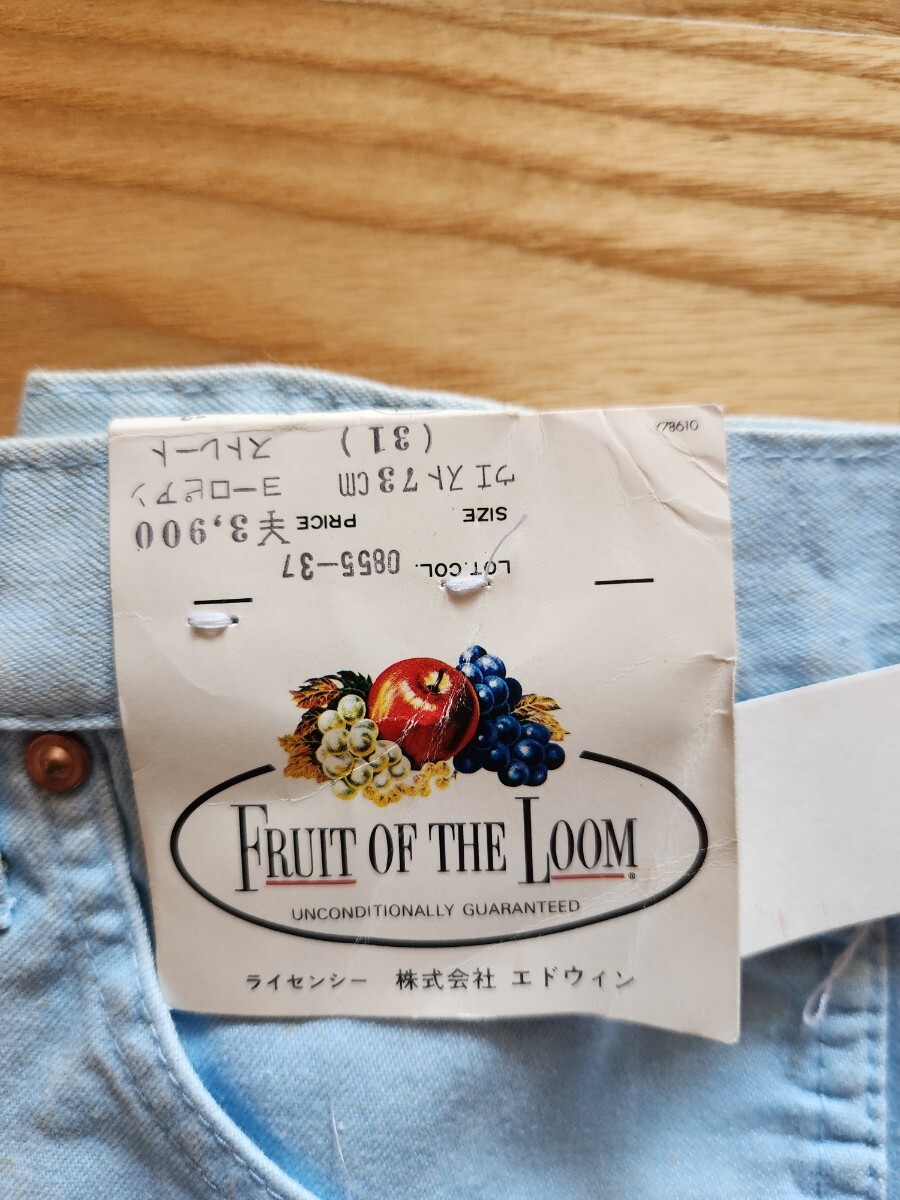 Y78610
LOT.COL. 0855-37
SIZE PRICE ¥3,900
ウエスト73cm ヨーロピアン
(31) ストレート
FRUIT OF THE LOOM®
UNCONDITIONALLY GUARANTEED
ライセンシー 株式会社 エドウィン